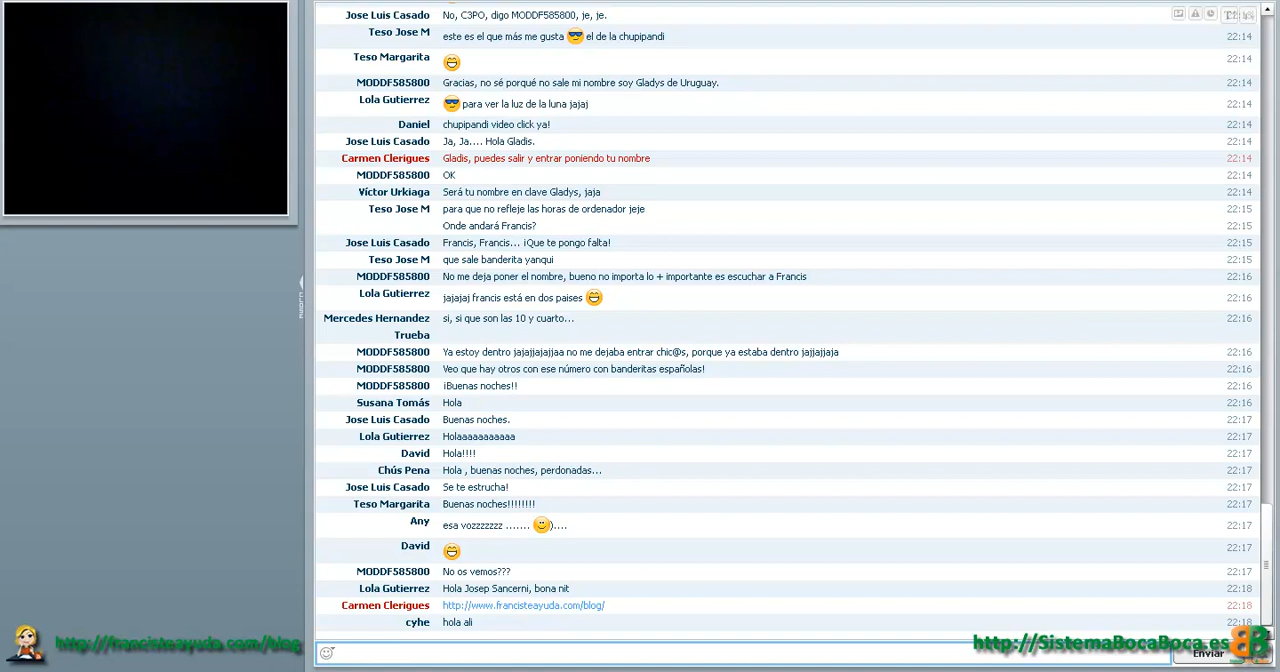 Jose Luis Casado No, C3PO, digo MODDF585800, je, je.
Teso Jose M este es el que más me gusta el de la chupipandi 22:14
Teso Margarita 22:14
MODDF585800 Gracias, no sé porqué no sale mi nombre soy Gladys de Uruguay. 22:14
Lola Gutierrez para ver la luz de la luna jajaj 22:14
Daniel chupipandi video click ya! 22:14
Jose Luis Casado Ja, Ja.... Hola Gladis. 22:14
Carmen Clerigues Gladis, puedes salir y entrar poniendo tu nombre 22:14
MODDF585800 OK 22:14
Víctor Urkiaga Será tu nombre en clave Gladys, jaja 22:14
Teso Jose M para que no refleje las horas de ordenador jeje 22:15
Onde andará Francis? 22:15
Jose Luis Casado Francis, Francis... ¡Que te pongo falta! 22:15
Teso Jose M que sale banderita yanqui 22:15
MODDF585800 No me deja poner el nombre, bueno no importa lo + importante es escuchar a Francis 22:16
Lola Gutierrez jajajaj francis está en dos paises 22:16
Mercedes Hernandez si, si que son las 10 y cuarto... 22:16
Trueba
MODDF585800 Ya estoy dentro jajajjajajjaa no me dejaba entrar chic@s, porque ya estaba dentro jajjajjaja 22:16
MODDF585800 Veo que hay otros con ese número con banderitas españolas! 22:16
MODDF585800 ¡Buenas noches!! 22:16
Susana Tomás Hola 22:16
Jose Luis Casado Buenas noches. 22:17
Lola Gutierrez Holaaaaaaaaaaa 22:17
David Hola!!!! 22:17
Chús Pena Hola , buenas noches, perdonadas... 22:17
Jose Luis Casado Se te estrucha! 22:17
Teso Margarita Buenas noches!!!!!!!! 22:17
Any esa vozzzzzzz ....... ).... 22:17
David 22:17
MODDF585800 No os vemos??? 22:17
Lola Gutierrez Hola Josep Sancerni, bona nit 22:18
Carmen Clerigues http://www.francisteayuda.com/blog/ 22:18
cyhe hola ali 22:18
http://francisteayuda.com/blog
http://SistemaBocaBoca.es
Enviar